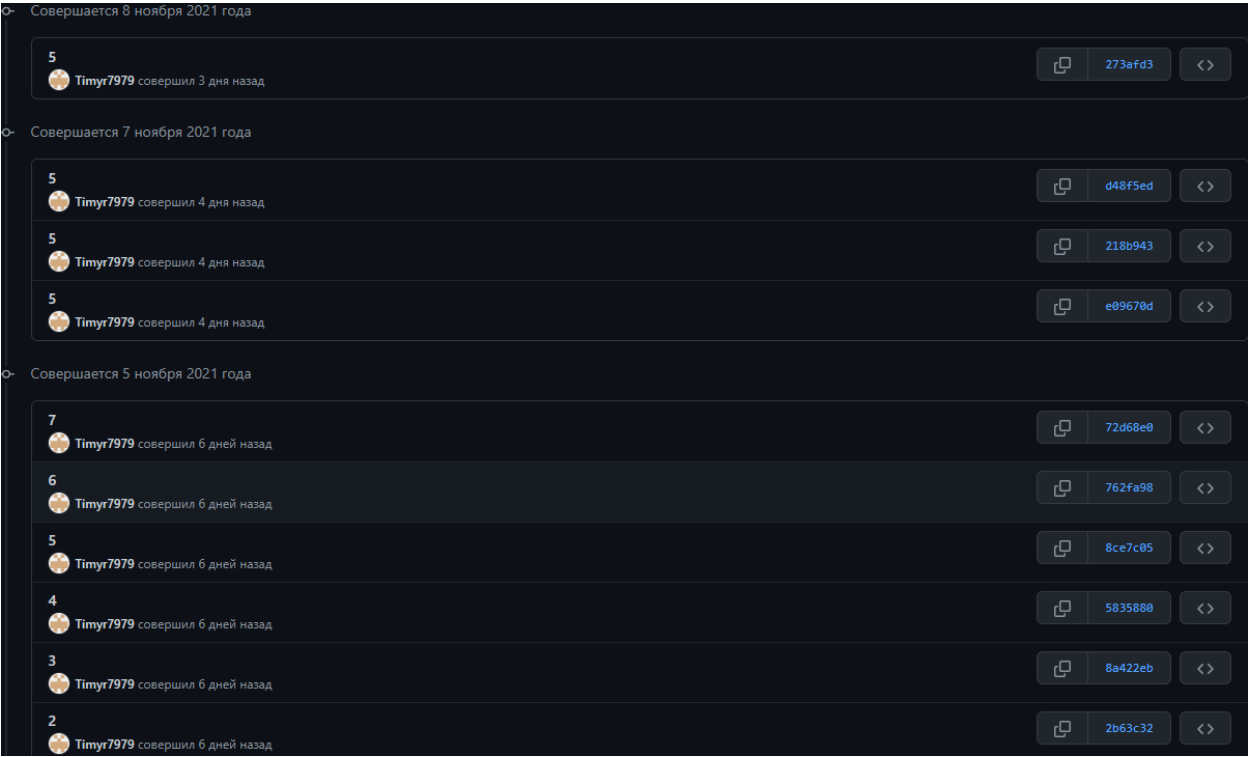 Совершается 8 ноября 2021 года
5
Timyr7979 совершил 3 дня назад
273afd3
Совершается 7 ноября 2021 года
5
Timyr7979 совершил 4 дня назад
d48f5ed
5
Timyr7979 совершил 4 дня назад
218b943
5
Timyr7979 совершил 4 дня назад
e09670d
Совершается 5 ноября 2021 года
7
Timyr7979 совершил 6 дней назад
72d68e0
6
Timyr7979 совершил 6 дней назад
762fa98
5
Timyr7979 совершил 6 дней назад
8ce7c05
4
Timyr7979 совершил 6 дней назад
5835880
3
Timyr7979 совершил 6 дней назад
8a422eb
2
Timyr7979 совершил 6 дней назад
2b63c32